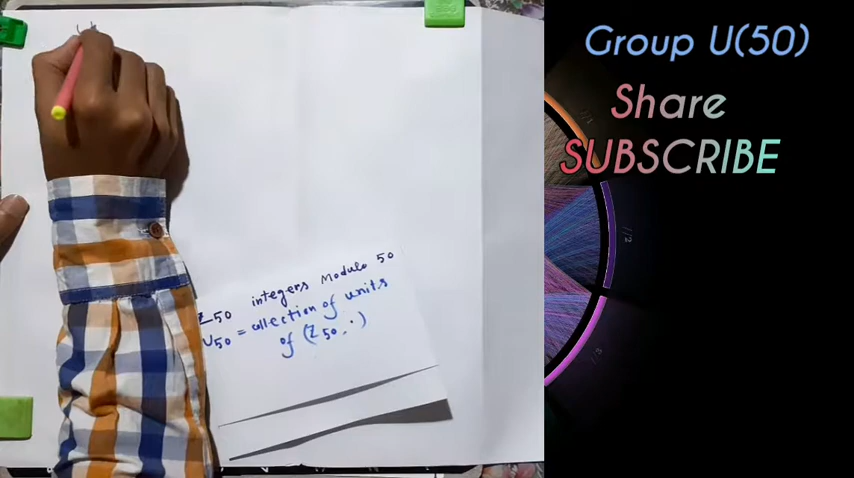 Group U(50)
Share
SUBSCRIBE
Z50 integers Modulo 50
U50 = collection of units
of (Z50, .)